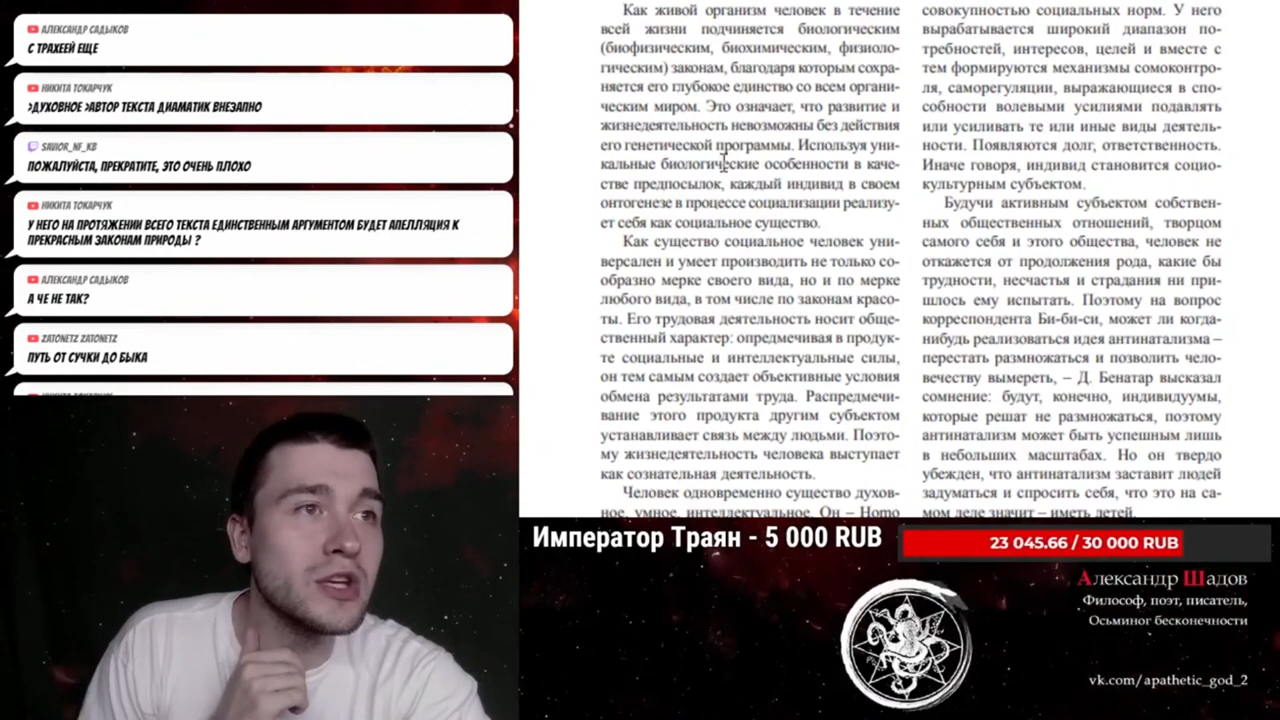 АЛЕКСАНДР САДЫКОВ
С ТРАХЕЕЙ ЕЩЕ
НИКИТА ТОКАРЧУК
>ДУХОВНОЕ >АВТОР ТЕКСТА ДИАМАТИК ВНЕЗАПНО
SAVIOR_NF_KB
ПОЖАЛУЙСТА, ПРЕКРАТИТЕ, ЭТО ОЧЕНЬ ПЛОХО
НИКИТА ТОКАРЧУК
У НЕГО НА ПРОТЯЖЕНИИ ВСЕГО ТЕКСТА ЕДИНСТВЕННЫМ АРГУМЕНТОМ БУДЕТ АПЕЛЛЯЦИЯ К
ПРЕКРАСНЫМ ЗАКОНАМ ПРИРОДЫ ?
АЛЕКСАНДР САДЫКОВ
А ЧЕ НЕ ТАК?
ZATONETZ ZATONETZ
ПУТЬ ОТ СУЧКИ ДО БЫКА
Как живой организм человек в течение
всей жизни подчиняется биологическим
(биофизическим, биохимическим, физиоло-
гическим) законам, благодаря которым сохра-
няется его глубокое единство со всем органи-
ческим миром. Это означает, что развитие и
жизнедеятельность невозможны без действия
его генетической программы. Используя уни-
кальные биологические особенности в каче-
стве предпосылок, каждый индивид в своем
онтогенезе в процессе социализации реализу-
ет себя как социальное существо.
Как существо социальное человек уни-
версален и умеет производить не только со-
образно мерке своего вида, но и по мерке
любого вида, в том числе по законам красо-
ты. Его трудовая деятельность носит обще-
ственный характер: опредмечивая в продук-
те социальные и интеллектуальные силы,
он тем самым создает объективные условия
обмена результатами труда. Распредмечи-
вание этого продукта другим субъектом
устанавливает связь между людьми. Поэто-
му жизнедеятельность человека выступает
как сознательная деятельность.
Человек одновременно существо духов-
ное, умное, интеллектуальное. Он – Homo
совокупностью социальных норм. У него
вырабатывается широкий диапазон по-
требностей, интересов, целей и вместе с
тем формируются механизмы сомоконтро-
ля, саморегуляции, выражающиеся в спо-
собности волевыми усилиями подавлять
или усиливать те или иные виды деятель-
ности. Появляются долг, ответственность.
Иначе говоря, индивид становится социо-
культурным субъектом.
Будучи активным субъектом собствен-
ных общественных отношений, творцом
самого себя и этого общества, человек не
откажется от продолжения рода, какие бы
трудности, несчастья и страдания ни при-
шлось ему испытать. Поэтому на вопрос
корреспондента Би-би-си, может ли когда-
нибудь реализоваться идея антинатализма –
перестать размножаться и позволить чело-
вечеству вымереть, – Д. Бенатар высказал
сомнение: будут, конечно, индивидуумы,
которые решат не размножаться, поэтому
антинатализм может быть успешным лишь
в небольших масштабах. Но он твердо
убежден, что антинатализм заставит людей
задуматься и спросить себя, что это на са-
мом деле значит – иметь детей.
Император Траян - 5 000 RUB
23 045.66 / 30 000 RUB
Александр Шадов
Философ, поэт, писатель,
Осьминог бесконечности
vk.com/apathetic_god_2